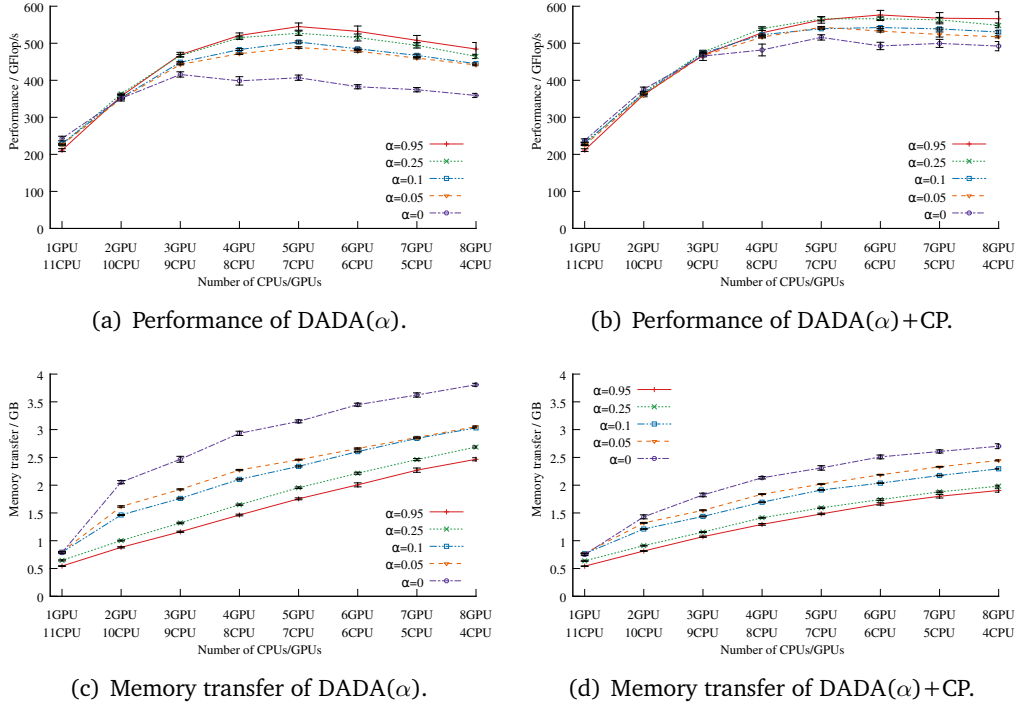 600
500
400
300
200
100
0
Performance / GFlop/s
α=0.95
α=0.25
α=0.1
α=0.05
α=0
1GPU 2GPU 3GPU 4GPU 5GPU 6GPU 7GPU 8GPU
11CPU 10CPU 9CPU 8CPU 7CPU 6CPU 5CPU 4CPU
Number of CPUs/GPUs
(a) Performance of DADA(α).
600
500
400
300
200
100
0
Performance / GFlop/s
α=0.95
α=0.25
α=0.1
α=0.05
α=0
1GPU 2GPU 3GPU 4GPU 5GPU 6GPU 7GPU 8GPU
11CPU 10CPU 9CPU 8CPU 7CPU 6CPU 5CPU 4CPU
Number of CPUs/GPUs
(b) Performance of DADA(α)+CP.
4
3.5
3
2.5
2
1.5
1
0.5
0
Memory transfer / GB
α=0.95
α=0.25
α=0.1
α=0.05
α=0
1GPU 2GPU 3GPU 4GPU 5GPU 6GPU 7GPU 8GPU
11CPU 10CPU 9CPU 8CPU 7CPU 6CPU 5CPU 4CPU
Number of CPUs/GPUs
(c) Memory transfer of DADA(α).
4
3.5
3
2.5
2
1.5
1
0.5
0
Memory transfer / GB
α=0.95
α=0.25
α=0.1
α=0.05
α=0
1GPU 2GPU 3GPU 4GPU 5GPU 6GPU 7GPU 8GPU
11CPU 10CPU 9CPU 8CPU 7CPU 6CPU 5CPU 4CPU
Number of CPUs/GPUs
(d) Memory transfer of DADA(α)+CP.